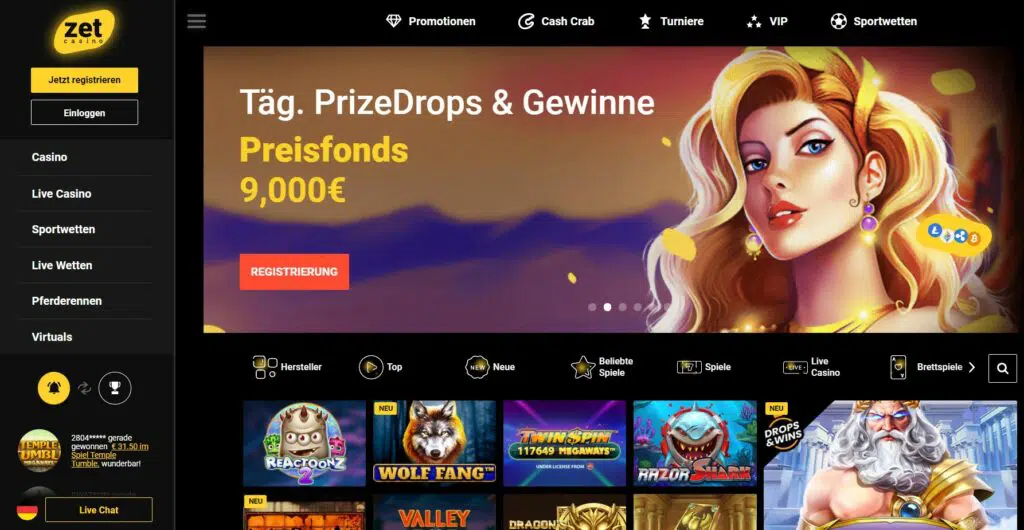 zet
casino
Jetzt registrieren
Einloggen
Casino
Live Casino
Sportwetten
Live Wetten
Pferderennen
Virtuals
2804***** gerade
gewonnen € 31.50 im
Spiel Temple
Tumble, wunderbar!
Live Chat
Promotionen
Cash Crab
Turniere
VIP
Sportwetten
Täg. PrizeDrops & Gewinne
Preisfonds
9,000€
REGISTRIERUNG
Hersteller
Top
NEW
Neue
Beliebte
Spiele
Spiele
LIVE
Live
Casino
Brettspiele
REACTOONZ
2
NEU
WOLF FANG™
TWIN SPIN
117649 MEGAWAYS™
UNDER LICENSE FROM
RAZOR SHARK
NEU
DROPS
&WINS
NEU
VALLEY
DRAGON